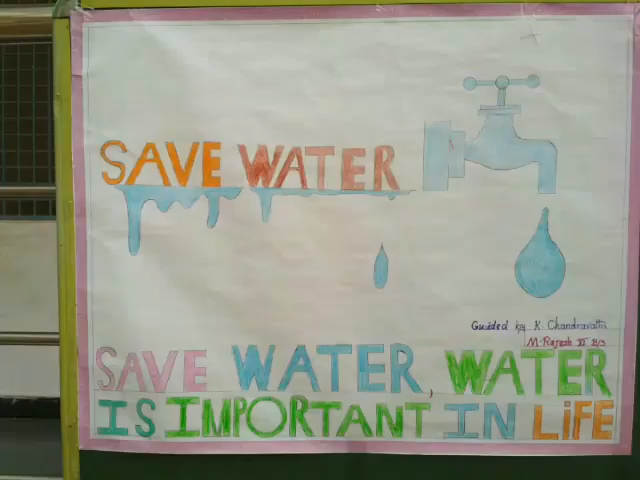 SAVE WATER
Guided by K. Chandravathi
M. Rajesh
SAVE WATER, WATER
IS IMPORTANT IN LIFE